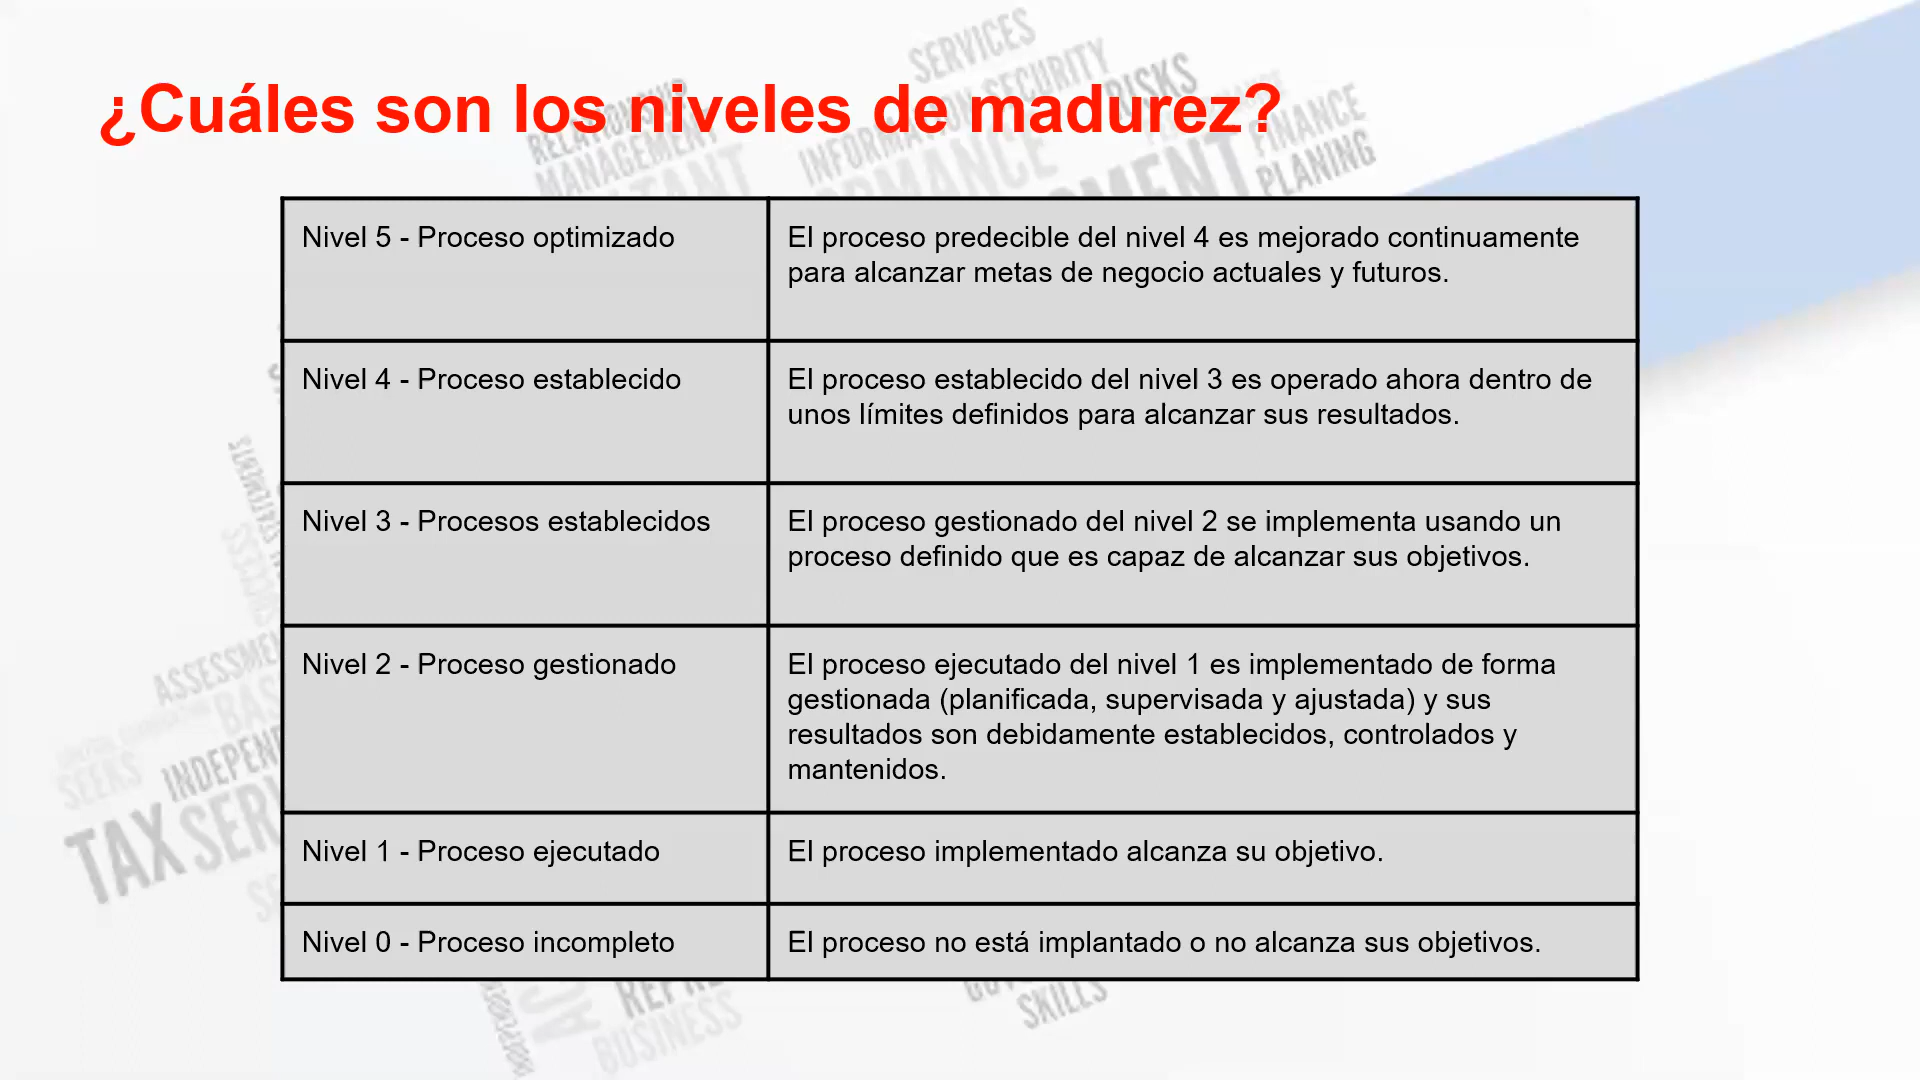 SERVICES
INFORMATION SECURITY
RISKS
¿Cuáles son los niveles de madurez?
RELATIONSHIP
MANAGEMENT
FINANCE
PLANING
Nivel 5 - Proceso optimizado
El proceso predecible del nivel 4 es mejorado continuamente
para alcanzar metas de negocio actuales y futuros.
Nivel 4 - Proceso establecido
El proceso establecido del nivel 3 es operado ahora dentro de
unos límites definidos para alcanzar sus resultados.
Nivel 3 - Procesos establecidos
El proceso gestionado del nivel 2 se implementa usando un
proceso definido que es capaz de alcanzar sus objetivos.
Nivel 2 - Proceso gestionado
El proceso ejecutado del nivel 1 es implementado de forma
gestionada (planificada, supervisada y ajustada) y sus
resultados son debidamente establecidos, controlados y
mantenidos.
Nivel 1 - Proceso ejecutado
El proceso implementado alcanza su objetivo.
Nivel 0 - Proceso incompleto
El proceso no está implantado o no alcanza sus objetivos.
SEEKS
TAX
BUSINESS
SKILLS